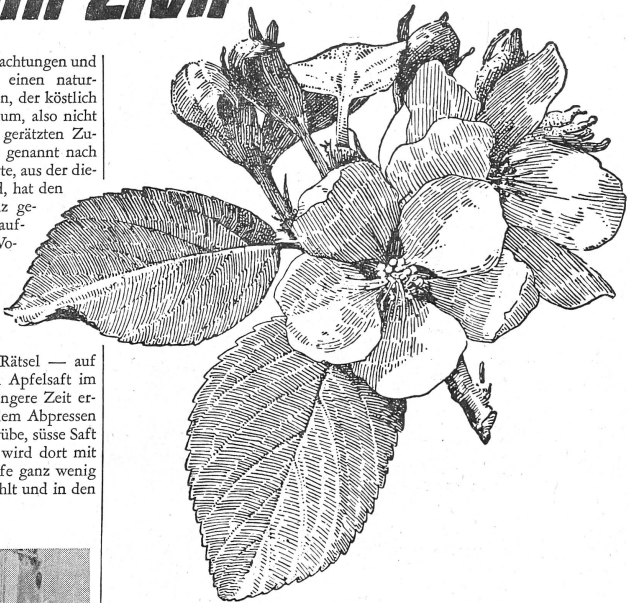 achtungen und
einen natur-
n, der köstlich
um, also nicht
gerätzten Zu-
genannt nach
te, aus der die-
l, hat den
z ge-
auf-
Vo-
Rätsel — auf
Apfelsaft im
ngere Zeit er-
lem Abpressen
übe, süsse Saft
wird dort mit
fe ganz wenig
hlt und in den